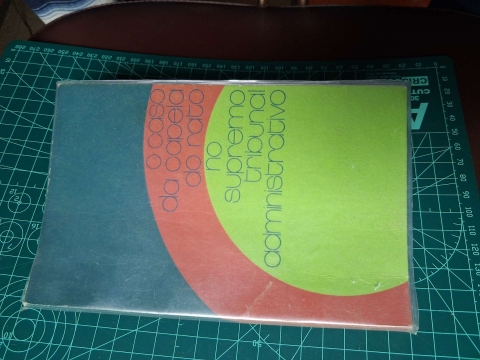 o caso
da capela
do rato
no
supremo
tribunal
administrativo